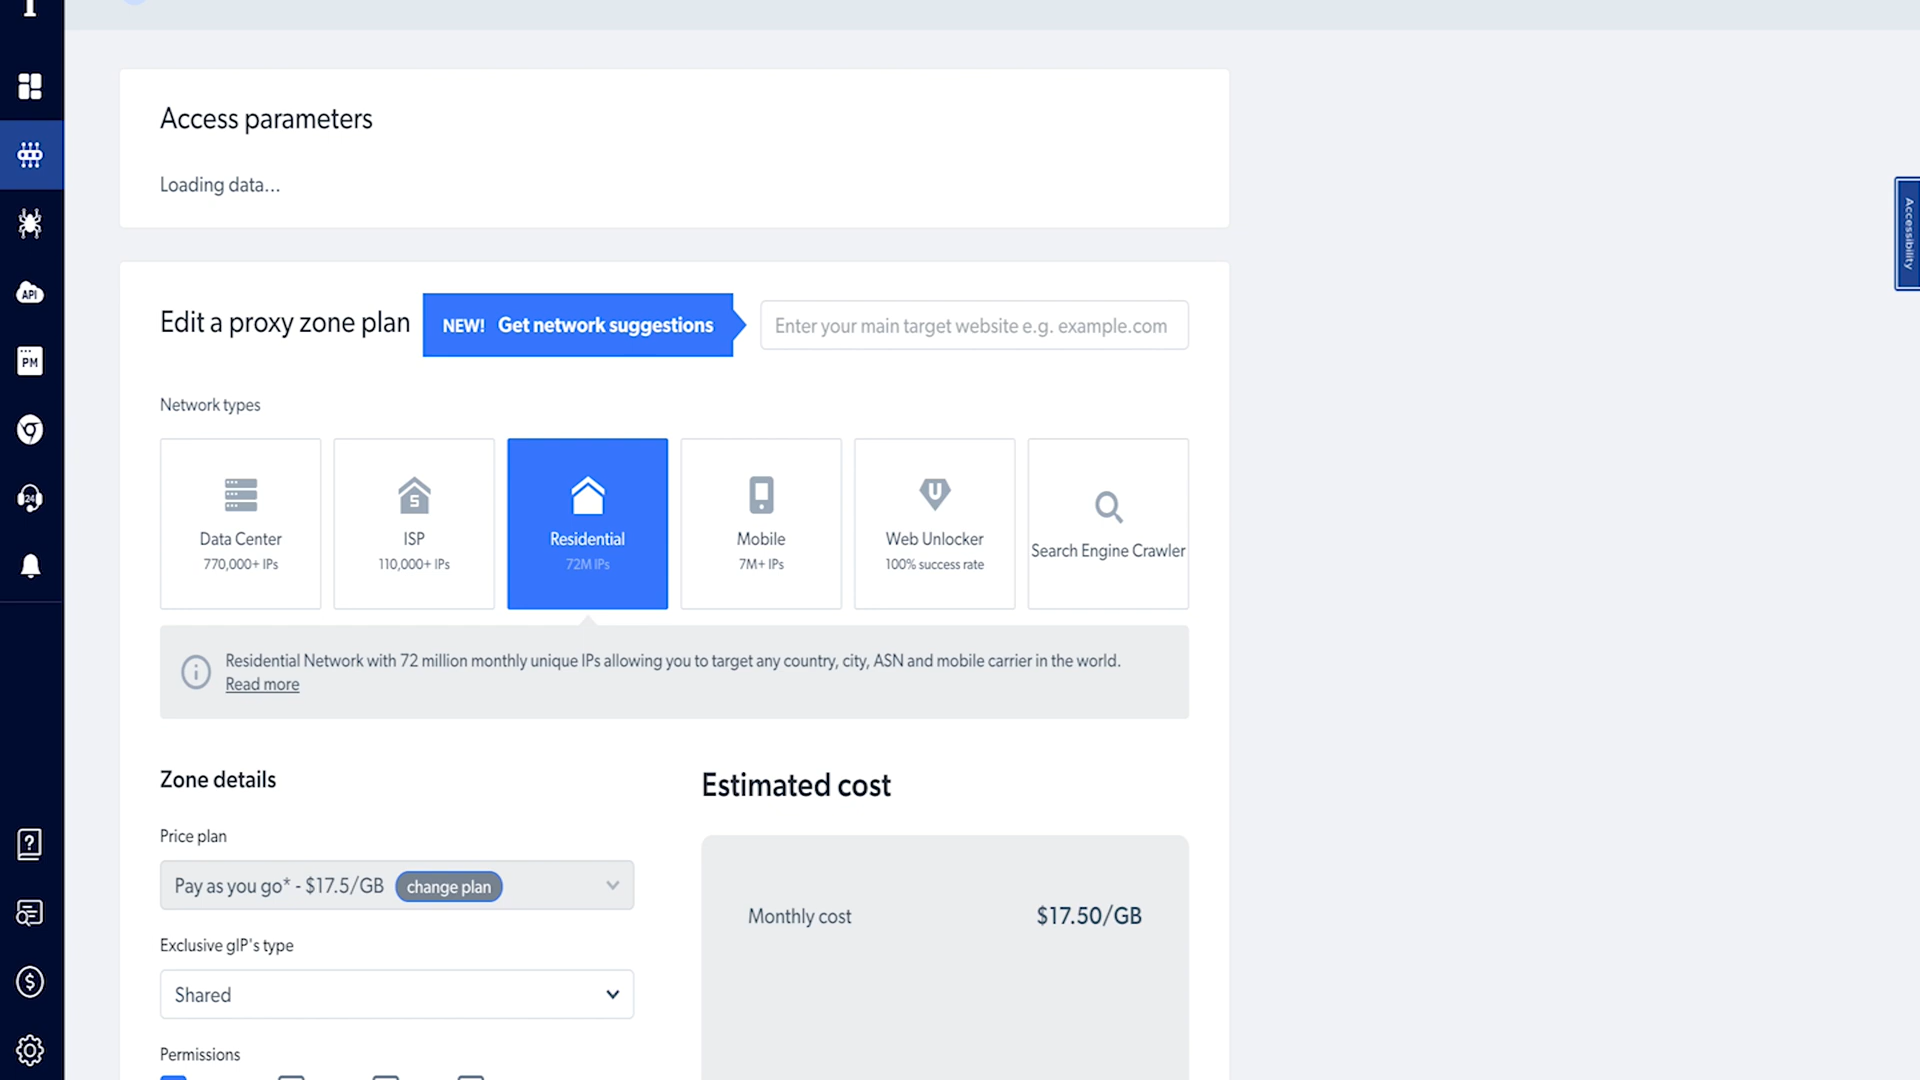 Access parameters
Loading data...
Accessibility
Edit a proxy zone plan
NEW! Get network suggestions
Enter your main target website e.g. example.com
Network types
Data Center
770,000+ IPs
5
ISP
110,000+ IPs
Residential
72M IPs
Mobile
7M+ IPs
U
Web Unlocker
100% success rate
Search Engine Crawler
API
PM
24
Residential Network with 72 million monthly unique IPs allowing you to target any country, city, ASN and mobile carrier in the world.
Read more
Zone details
Price plan
Pay as you go* - $17.5/GB change plan
Exclusive gIP's type
Shared
Permissions
Estimated cost
Monthly cost $17.50/GB